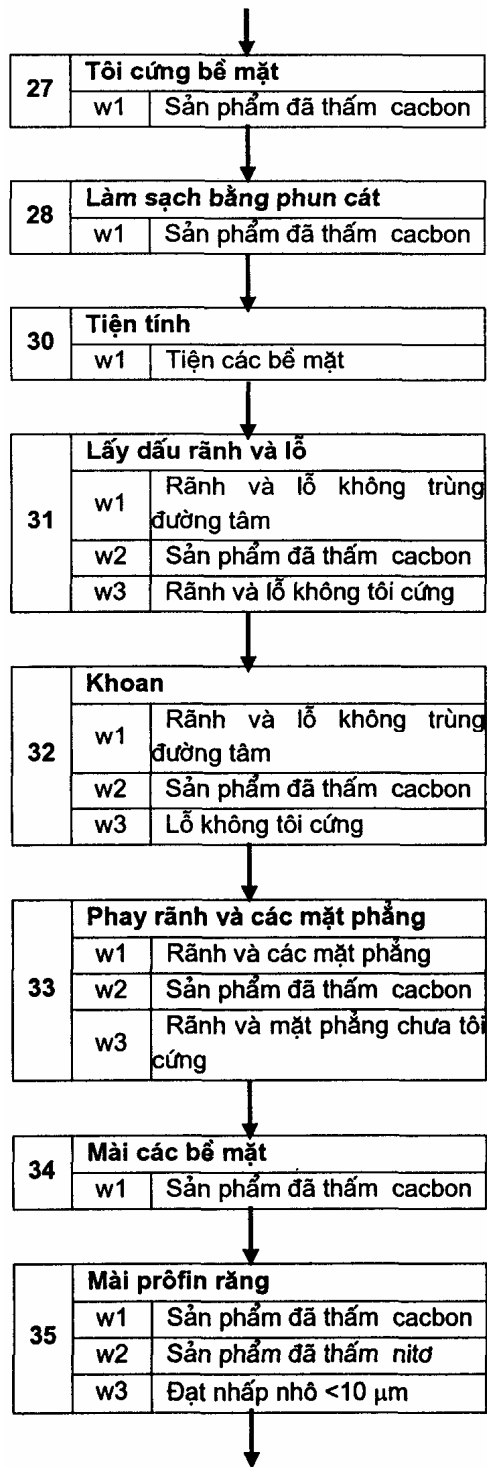 27
Tôi cứng bề mặt
w1 Sản phẩm đã thấm cacbon
28
Làm sạch bằng phun cát
w1 Sản phẩm đã thấm cacbon
30
Tiện tính
w1 Tiện các bề mặt
31
Lấy dấu rãnh và lỗ
w1 Rãnh và lỗ không trùng
đường tâm
w2 Sản phẩm đã thấm cacbon
w3 Rãnh và lỗ không tôi cứng
32
Khoan
w1 Rãnh và lỗ không trùng
đường tâm
w2 Sản phẩm đã thấm cacbon
w3 Lỗ không tôi cứng
33
Phay rãnh và các mặt phẳng
w1 Rãnh và các mặt phẳng
w2 Sản phẩm đã thấm cacbon
w3 Rãnh và mặt phẳng chưa tôi
cứng
34
Mài các bề mặt
w1 Sản phẩm đã thấm cacbon
35
Mài prôfin răng
w1 Sản phẩm đã thấm cacbon
w2 Sản phẩm đã thấm nitơ
w3 Đạt nhấp nhô <10 μm